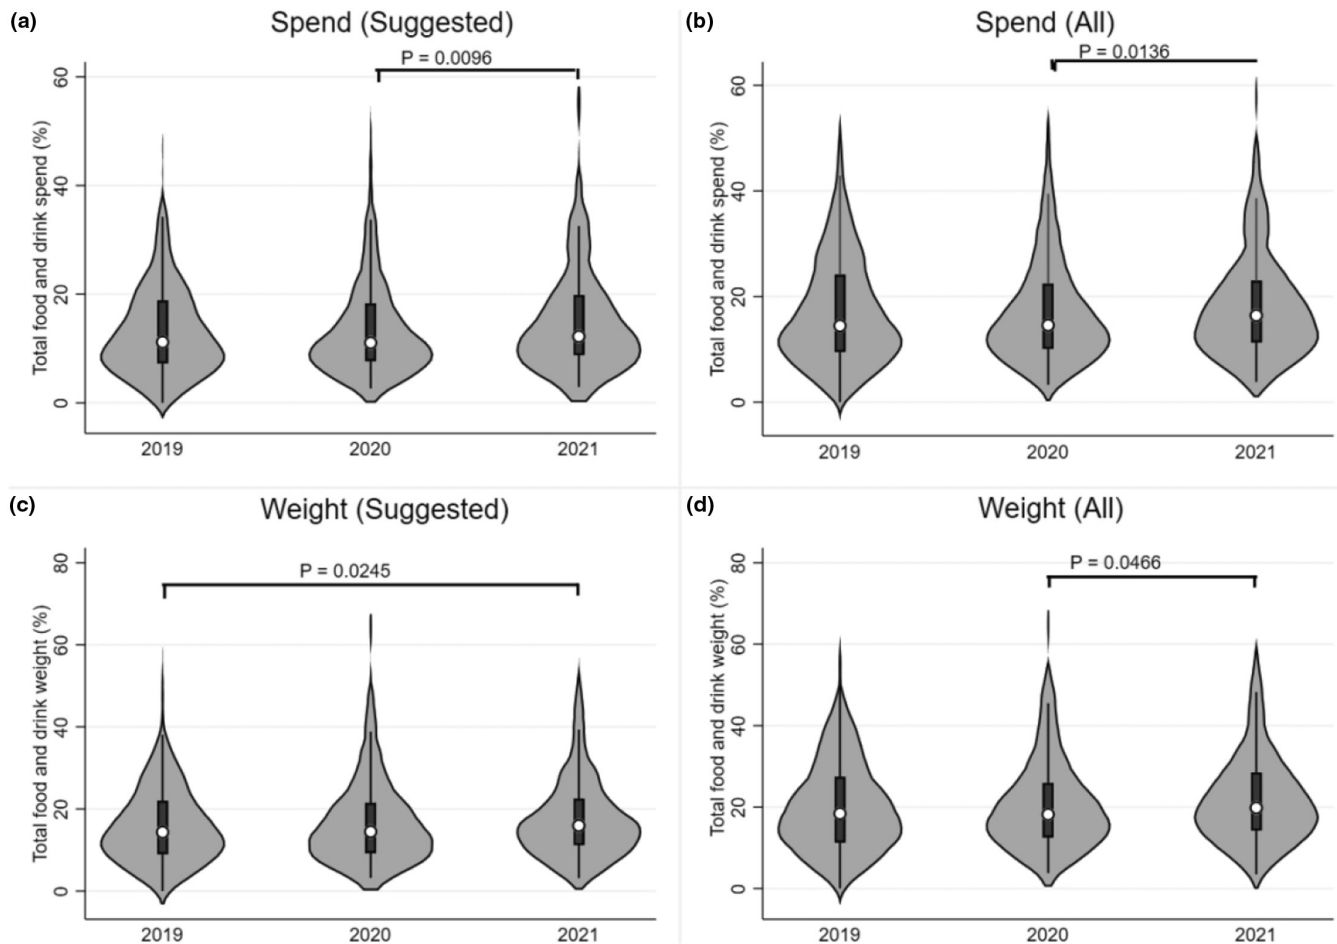 (a)
Spend (Suggested)
P = 0.0096
Total food and drink spend (%)
60
40
20
0
2019
2020
2021
(b)
Spend (All)
P = 0.0136
Total food and drink spend (%)
60
40
20
0
2019
2020
2021
(c)
Weight (Suggested)
P = 0.0245
Total food and drink weight (%)
80
60
40
20
0
2019
2020
2021
(d)
Weight (All)
P = 0.0466
Total food and drink weight (%)
80
60
40
20
0
2019
2020
2021